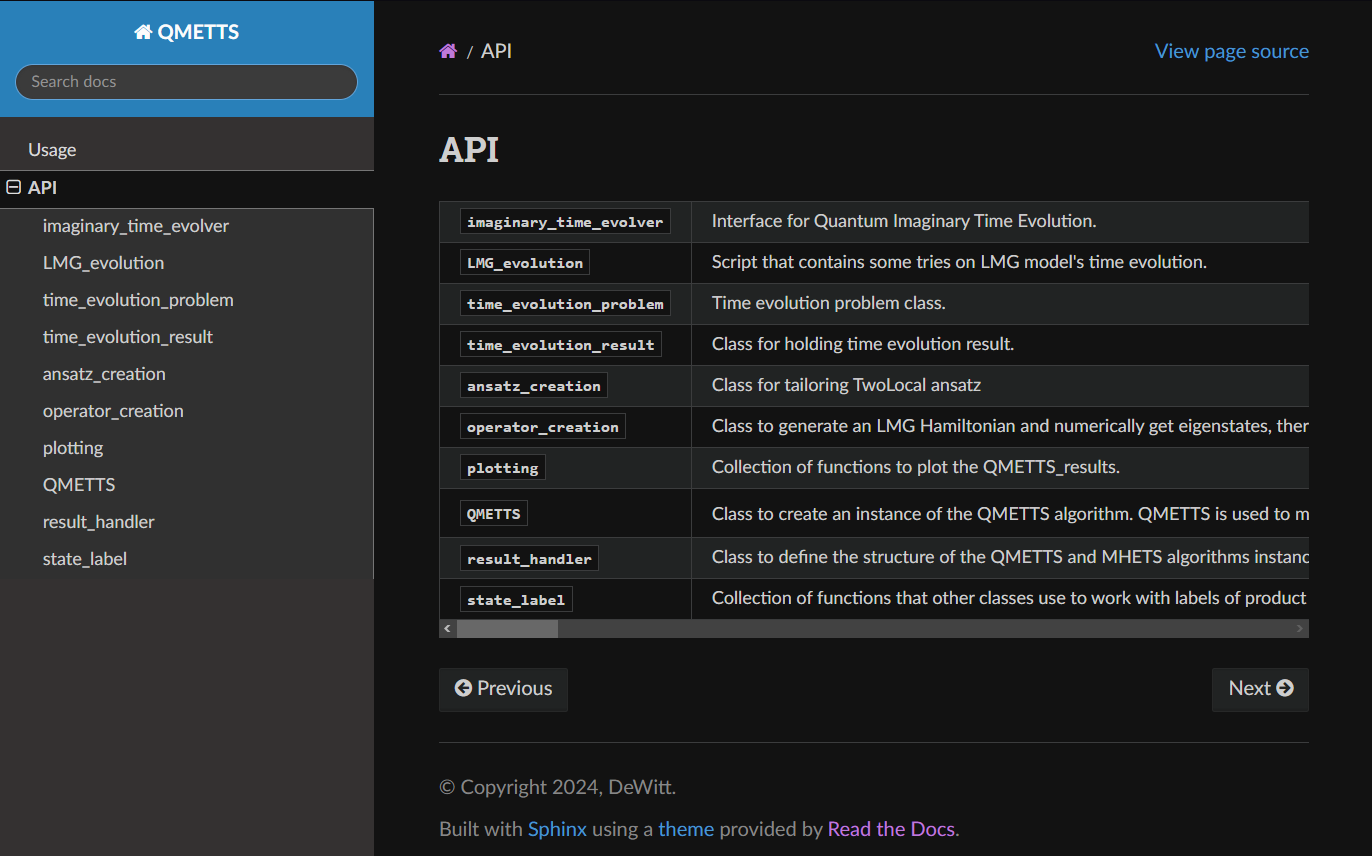 QMETTS
Search docs
Usage
API
imaginary_time_evolver
LMG_evolution
time_evolution_problem
time_evolution_result
ansatz_creation
operator_creation
plotting
QMETTS
result_handler
state_label
/ API
View page source
API
imaginary_time_evolver Interface for Quantum Imaginary Time Evolution.
LMG_evolution Script that contains some tries on LMG model's time evolution.
time_evolution_problem Time evolution problem class.
time_evolution_result Class for holding time evolution result.
ansatz_creation Class for tailoring TwoLocal ansatz
operator_creation Class to generate an LMG Hamiltonian and numerically get eigenstates, ther
plotting Collection of functions to plot the QMETTS_results.
QMETTS Class to create an instance of the QMETTS algorithm. QMETTS is used to m
result_handler Class to define the structure of the QMETTS and MHETS algorithms instanc
state_label Collection of functions that other classes use to work with labels of product
Previous
Next
© Copyright 2024, DeWitt.
Built with Sphinx using a theme provided by Read the Docs.